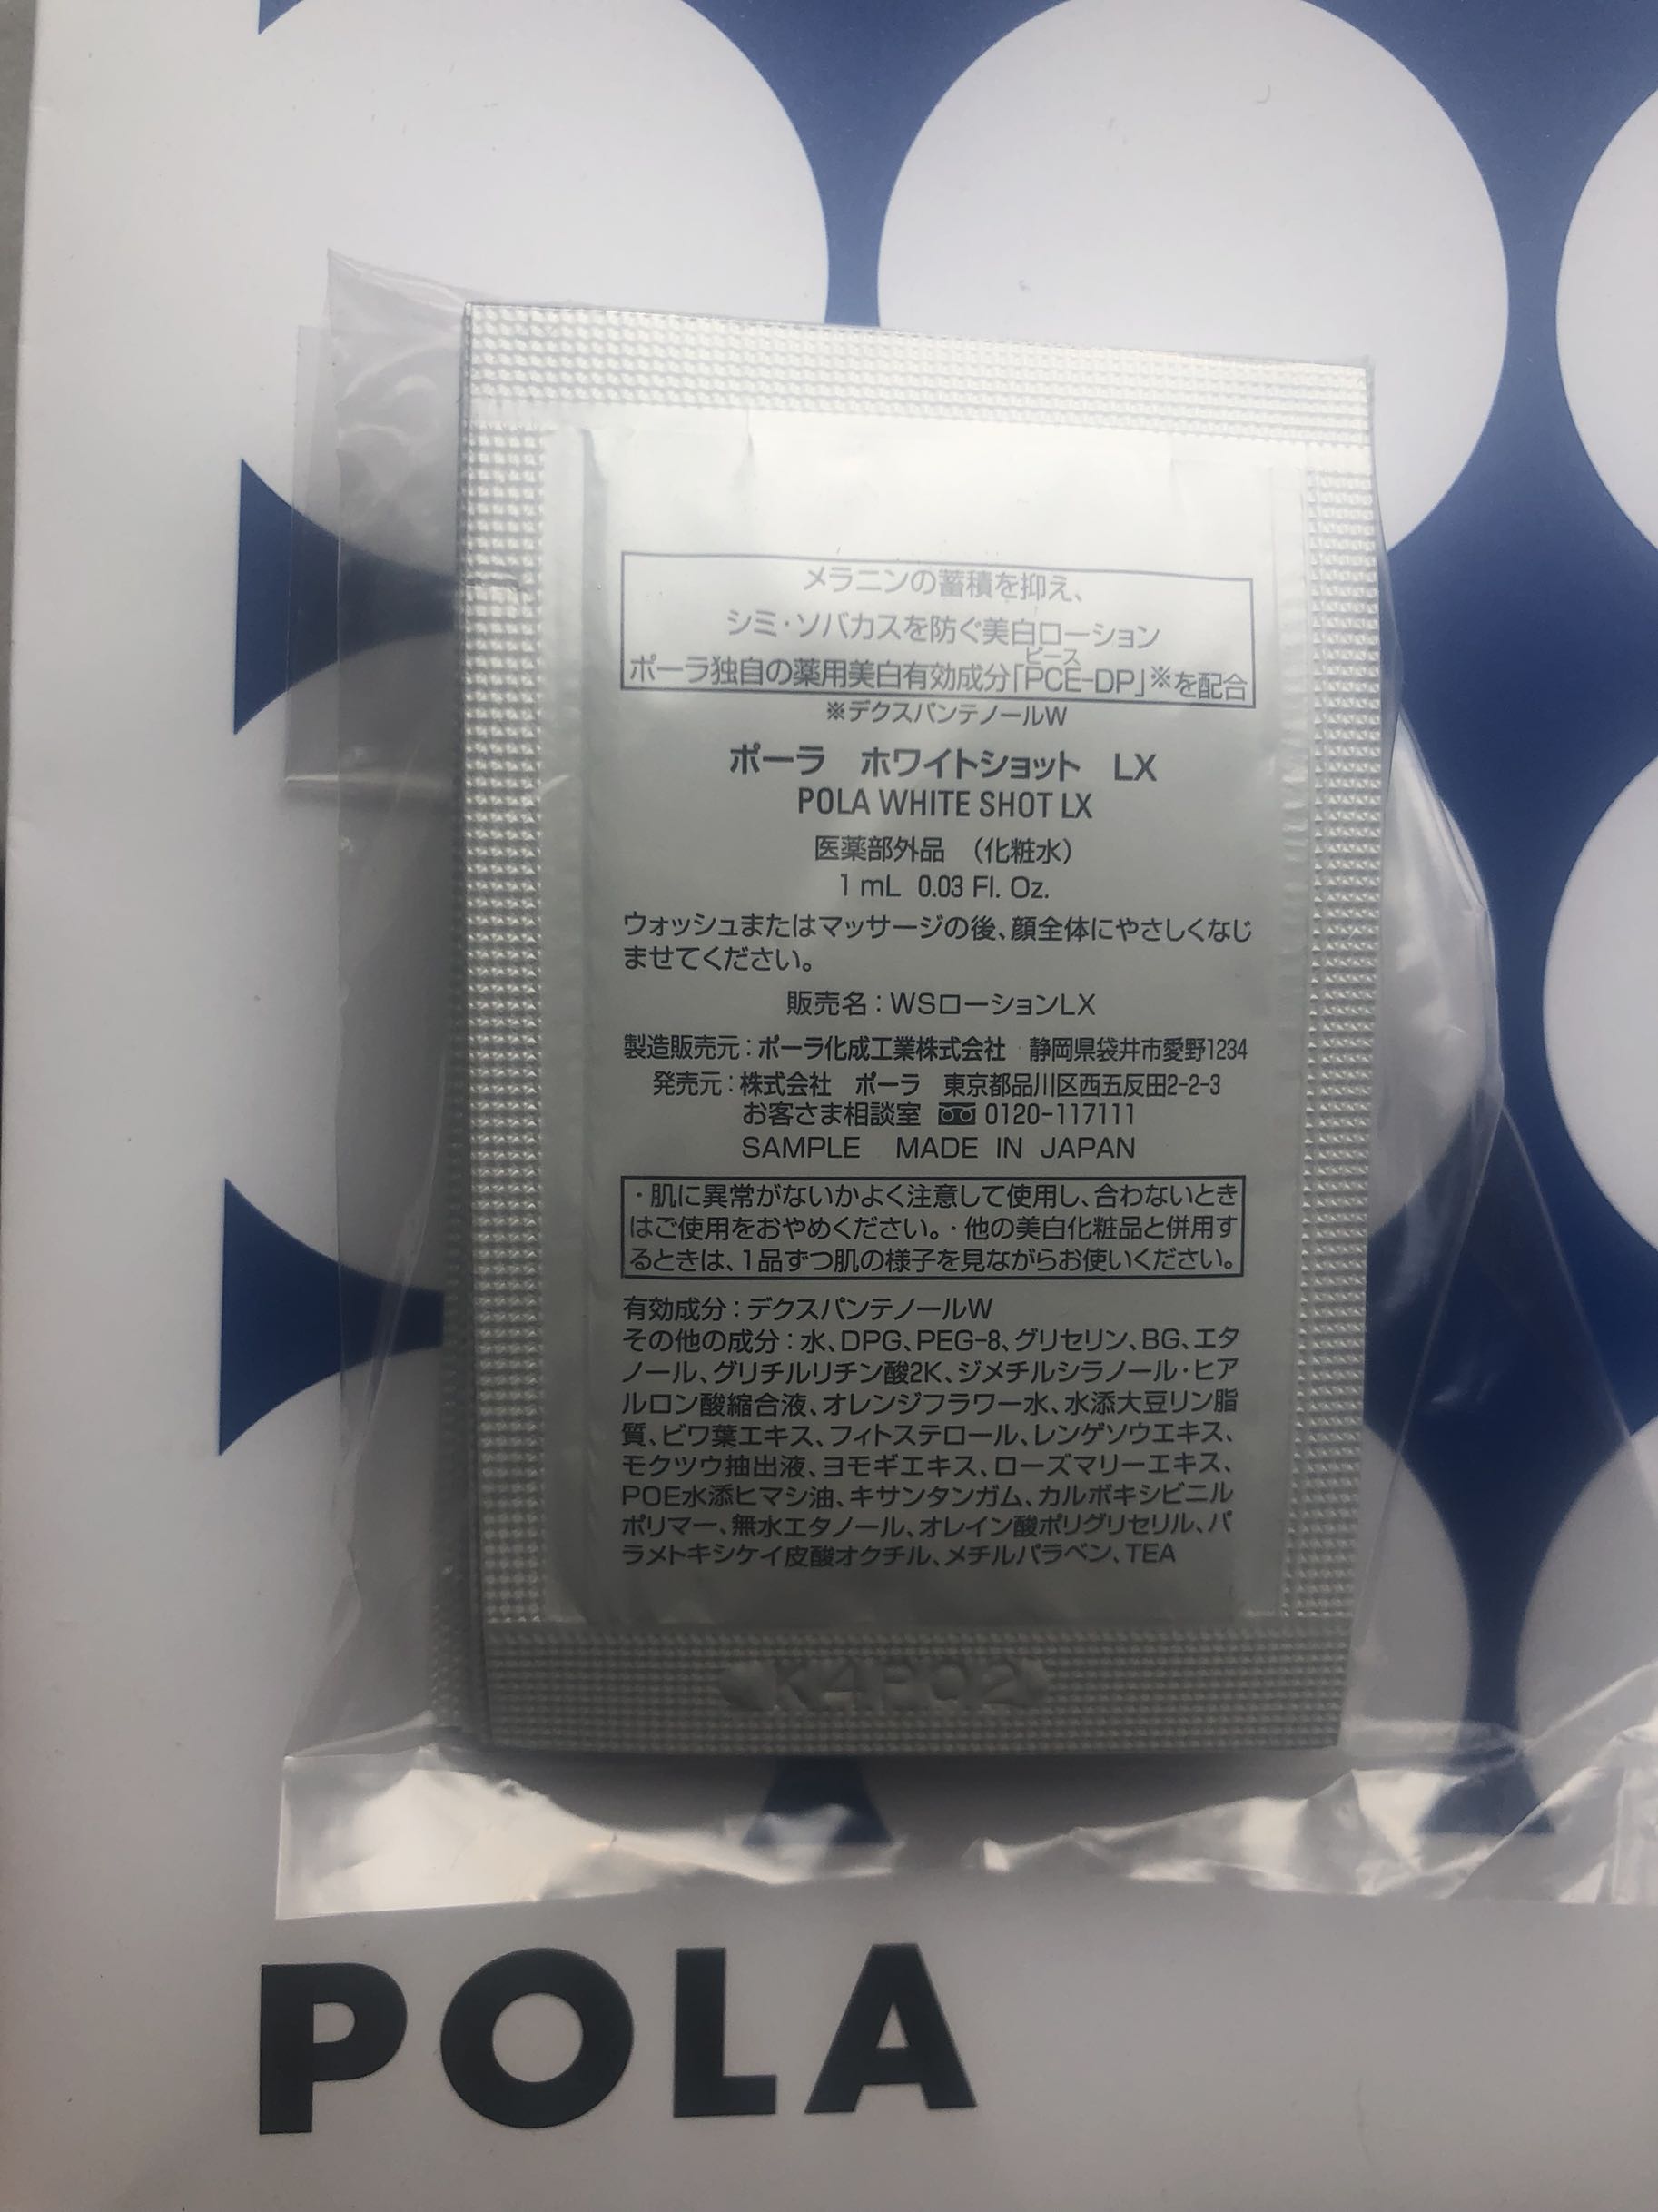 メラニンの蓄積を抑え、
シミ・ソバカスを防ぐ美白ローション
ピース
ポーラ独自の薬用美白有効成分「PCE-DP」※を配合
※デクスパンテノールW
ポーラ ホワイトショット LX
POLA WHITE SHOT LX
医薬部外品 （化粧水）
1 mL 0.03 Fl. Oz.
ウォッシュまたはマッサージの後、顔全体にやさしくなじ
ませてください。
販売名：WSローションLX
製造販売元：ポーラ化成工業株式会社 静岡県袋井市愛野1234
発売元：株式会社 ポーラ 東京都品川区西五反田2-2-3
お客さま相談室 0120-117111
SAMPLE MADE IN JAPAN
・肌に異常がないかよく注意して使用し、合わないとき
はご使用をおやめください。・他の美白化粧品と併用す
るときは、1品ずつ肌の様子を見ながらお使いください。
有効成分：デクスパンテノールW
その他の成分：水、DPG、PEG-8、グリセリン、BG、エタ
ノール、グリチルリチン酸2K、ジメチルシラノール・ヒア
ルロン酸縮合液、オレンジフラワー水、水添大豆リン脂
質、ビワ葉エキス、フィトステロール、レンゲソウエキス、
モクツウ抽出液、ヨモギエキス、ローズマリーエキス、
POE水添ヒマシ油、キサンタンガム、カルボキシビニル
ポリマー、無水エタノール、オレイン酸ポリグリセリル、パ
ラメトキシケイ皮酸オクチル、メチルパラベン、TEA
POLA